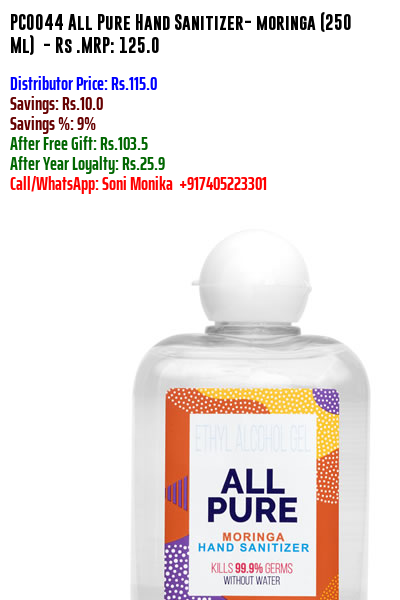 PC0044 All Pure Hand Sanitizer- moringa (250
Ml) - Rs .MRP: 125.0
Distributor Price: Rs.115.0
Savings: Rs.10.0
Savings %: 9%
After Free Gift: Rs.103.5
After Year Loyalty: Rs.25.9
Call/WhatsApp: Soni Monika +917405223301
ETHYL ALCOHOL GEL
ALL
PURE
MORINGA
HAND SANITIZER
KILLS 99.9% GERMS
WITHOUT WATER